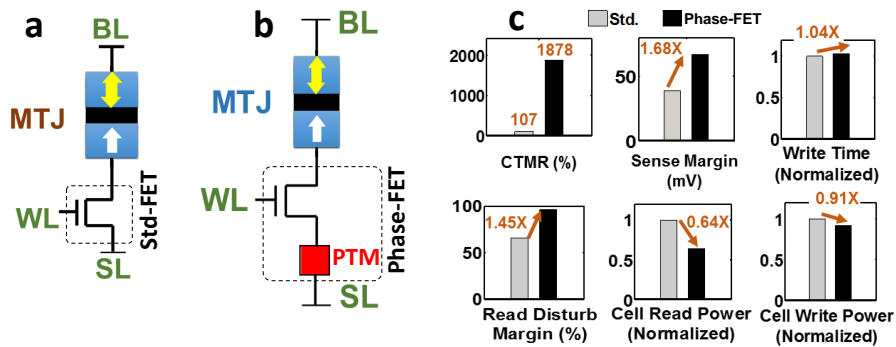 a
BL
MTJ
WL
Std-FET
SL
b
BL
MTJ
WL
Phase-FET
PTM
SL
c
Std.
Phase-FET
2000
1000
0
107
1878
CTMR (%)
50
0
1.68X
Sense Margin
(mV)
1
0.5
0
1.04X
Write Time
(Normalized)
100
50
0
1.45X
Read Disturb
Margin (%)
1
0.5
0
0.64X
Cell Read Power
(Normalized)
1
0.5
0
0.91X
Cell Write Power
(Normalized)